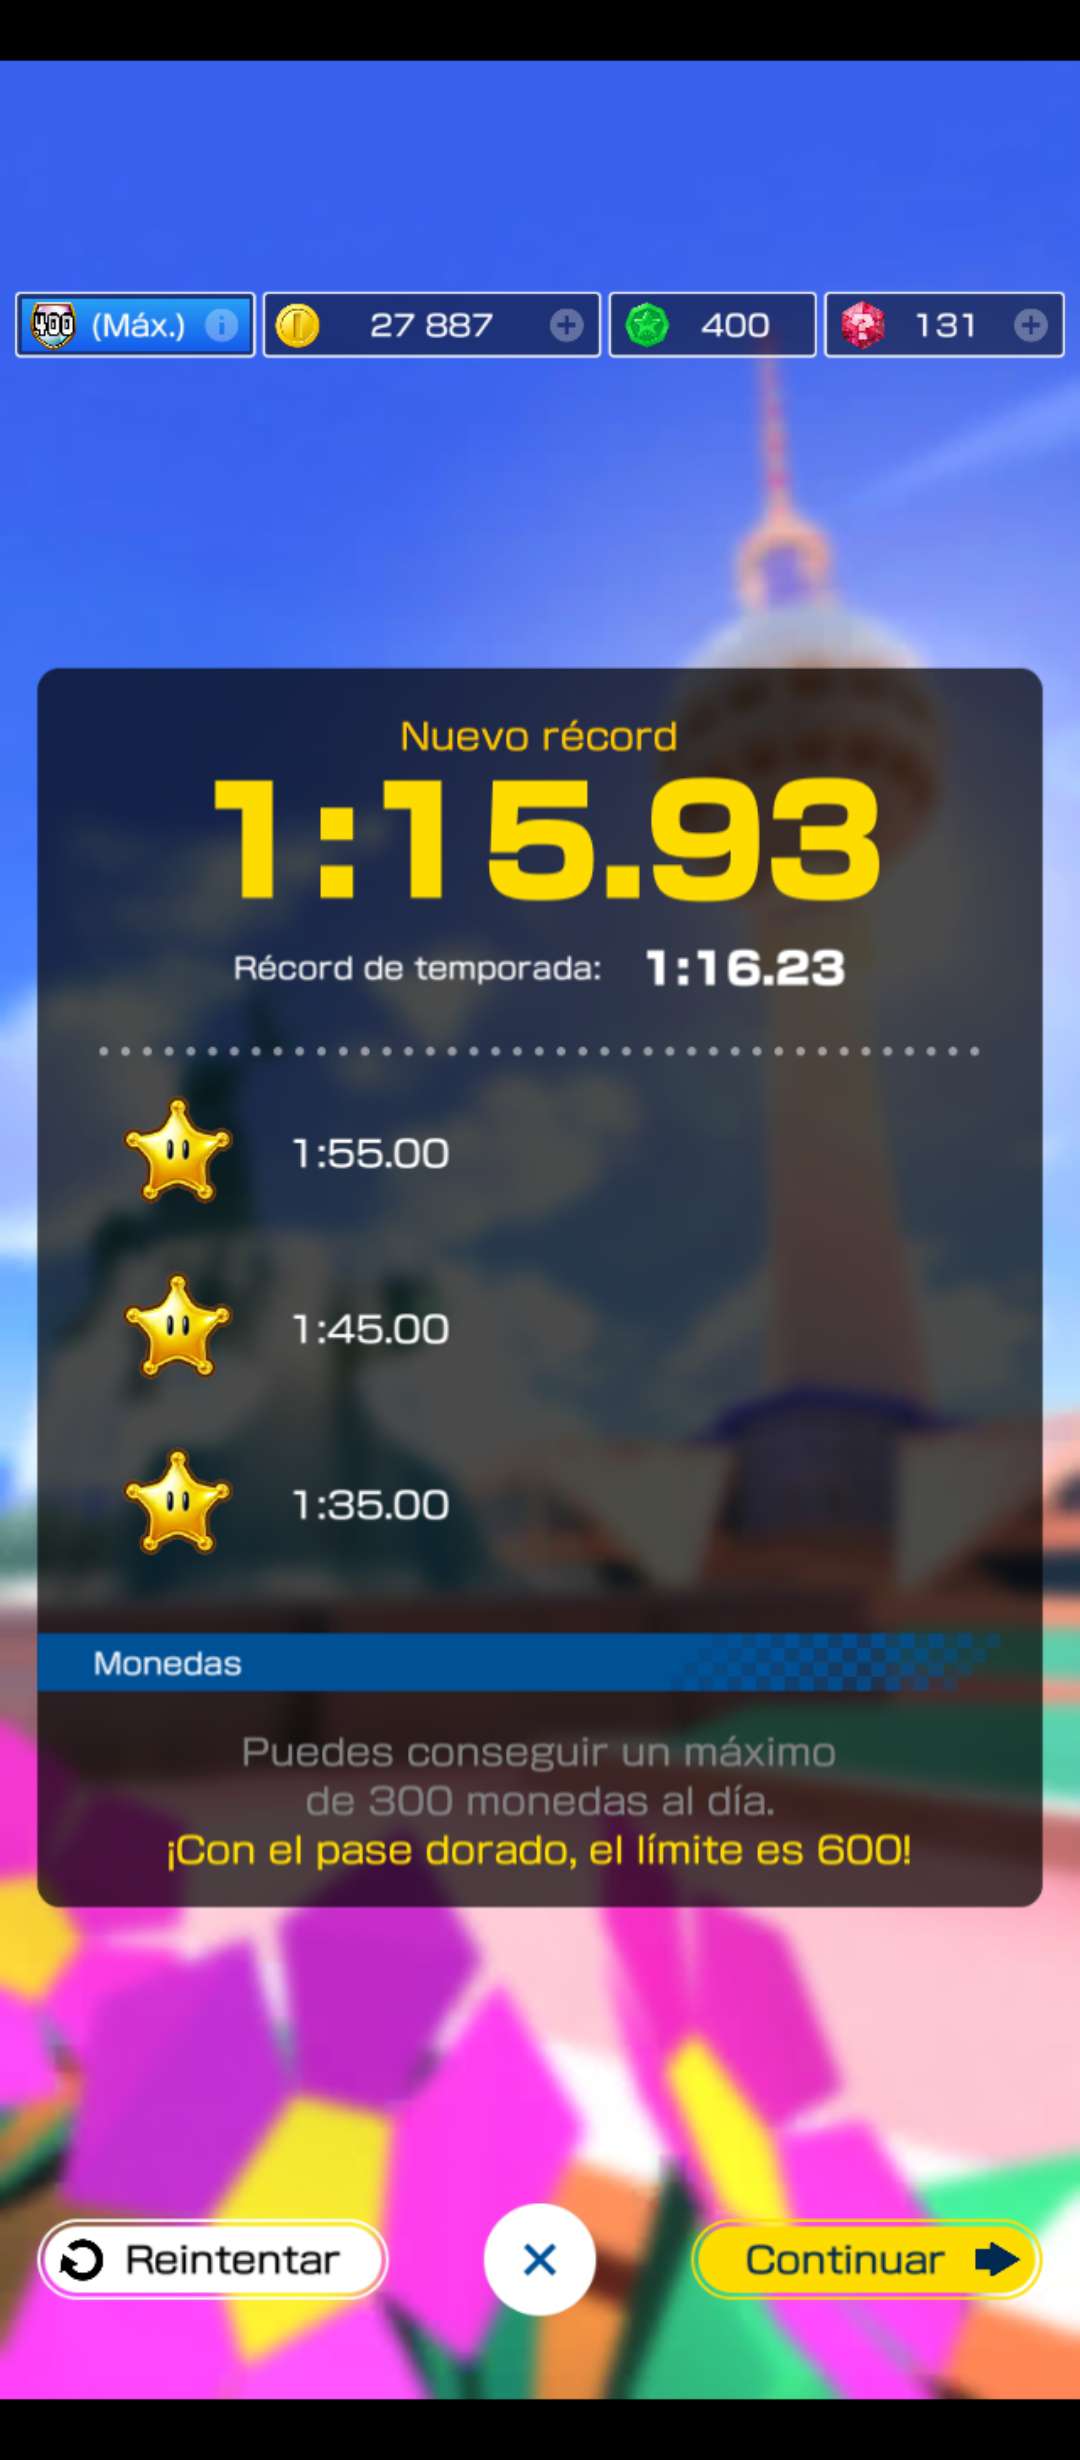 400 (Máx.) i 27 887 + 400 ? 131 +
Nuevo récord
1:15.93
Récord de temporada: 1:16.23
1:55.00
1:45.00
1:35.00
Monedas
Puedes conseguir un máximo
de 300 monedas al día.
¡Con el pase dorado, el límite es 600!
Reintentar × Continuar